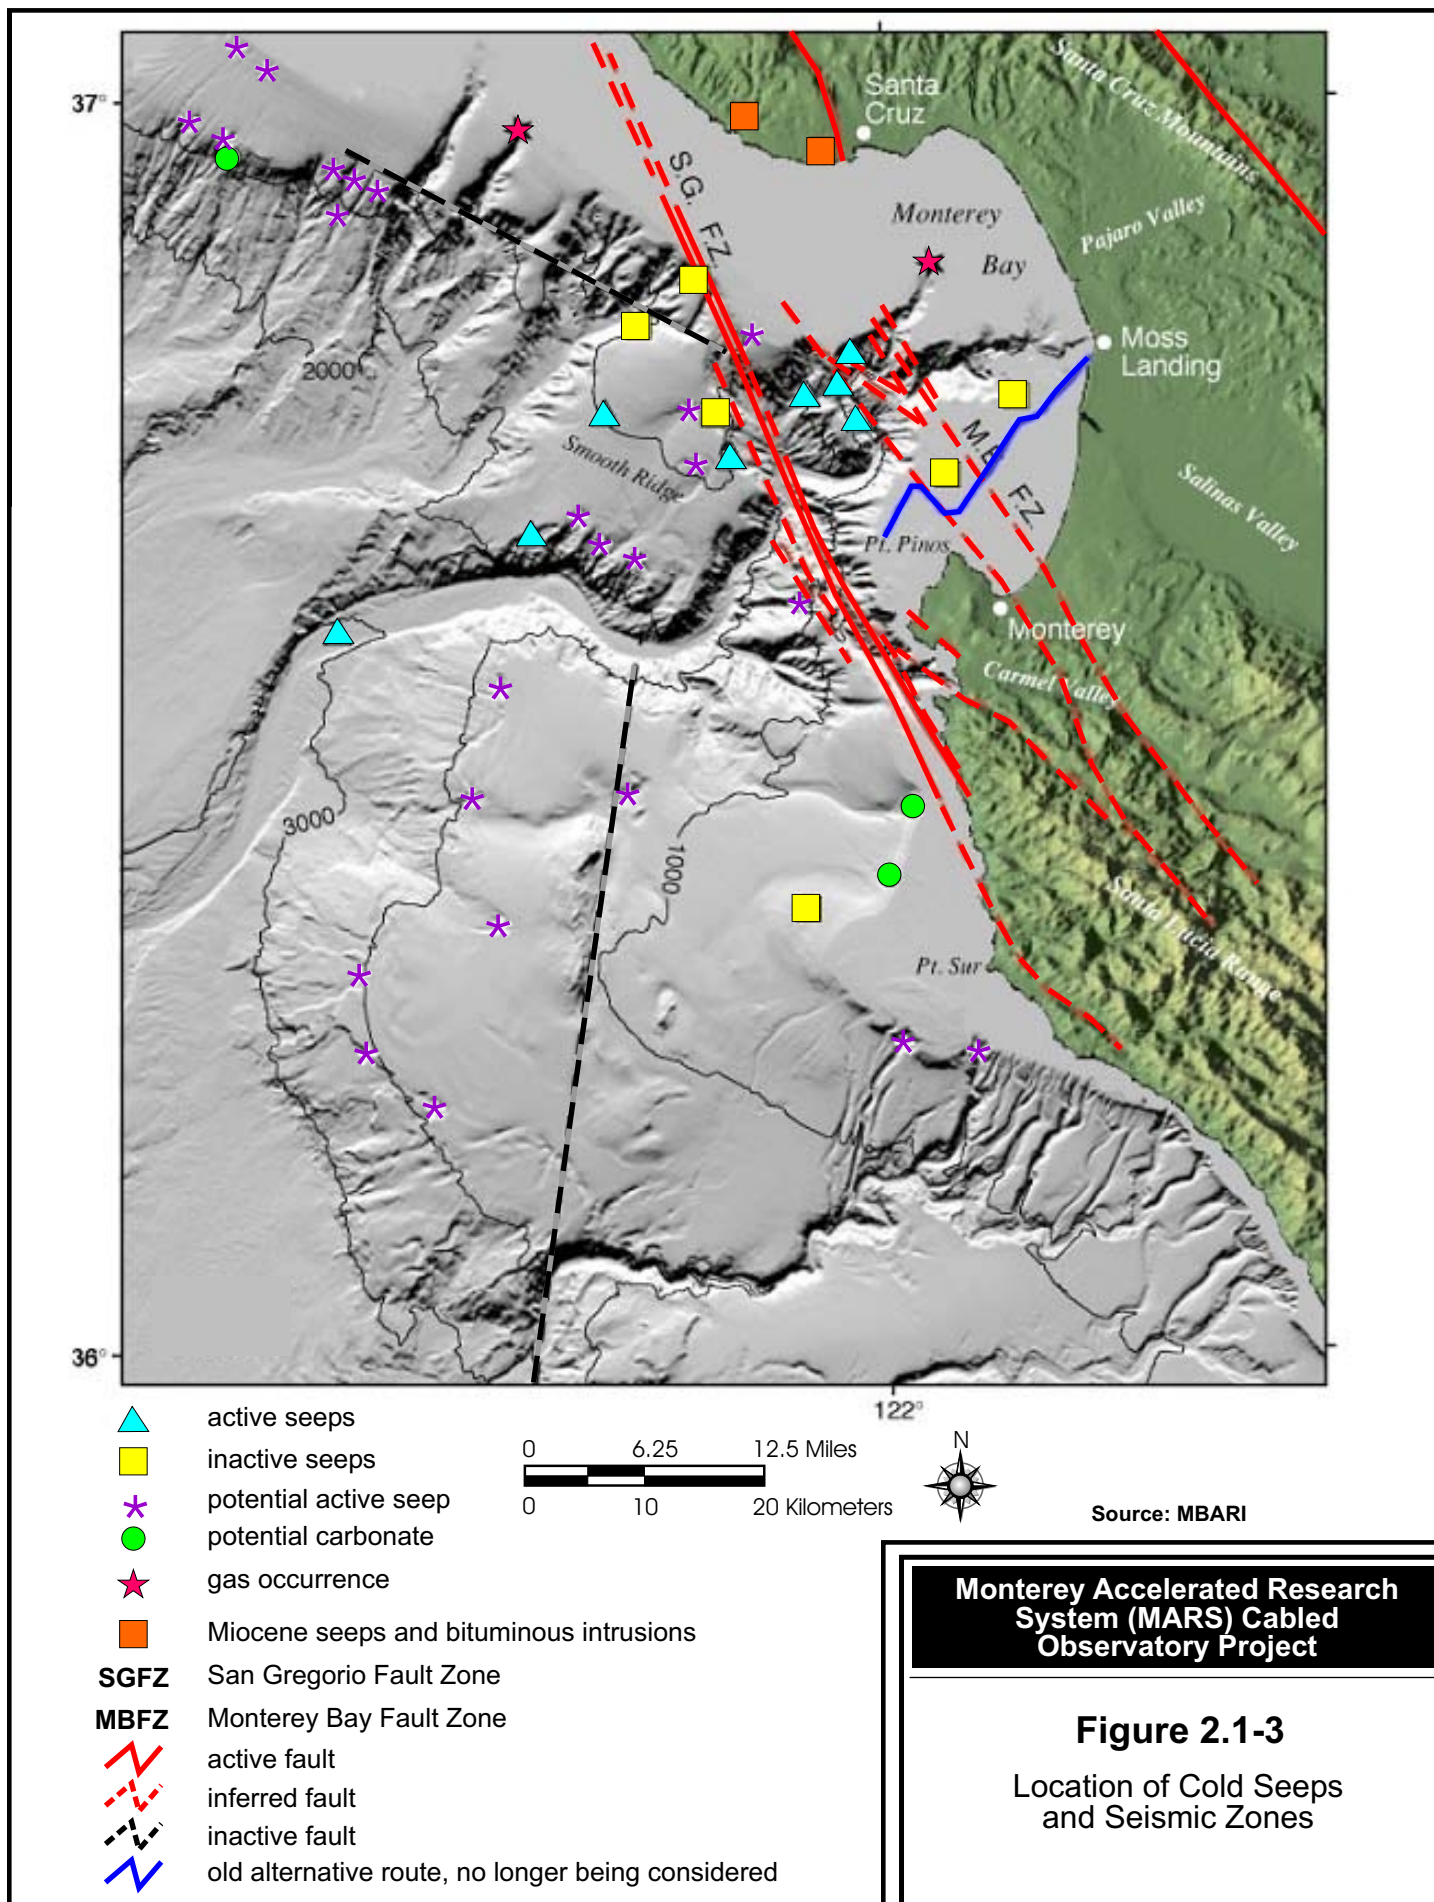 37°
Santa
Cruz
Santa Cruz Mountains
S.G. F.Z.
Monterey
Bay
Pajaro Valley
Moss
Landing
2000
Smooth Ridge
M.B. F.Z.
Salinas Valley
Pt. Pinos
Monterey
Carmel Valley
3000
1000
Santa Lucia Range
Pt. Sur
36°
122°
active seeps
inactive seeps
potential active seep
potential carbonate
gas occurrence
Miocene seeps and bituminous intrusions
SGFZ San Gregorio Fault Zone
MBFZ Monterey Bay Fault Zone
active fault
inferred fault
inactive fault
old alternative route, no longer being considered
0 6.25 12.5 Miles
0 10 20 Kilometers
N
Source: MBARI
Monterey Accelerated Research
System (MARS) Cabled
Observatory Project
Figure 2.1-3
Location of Cold Seeps
and Seismic Zones